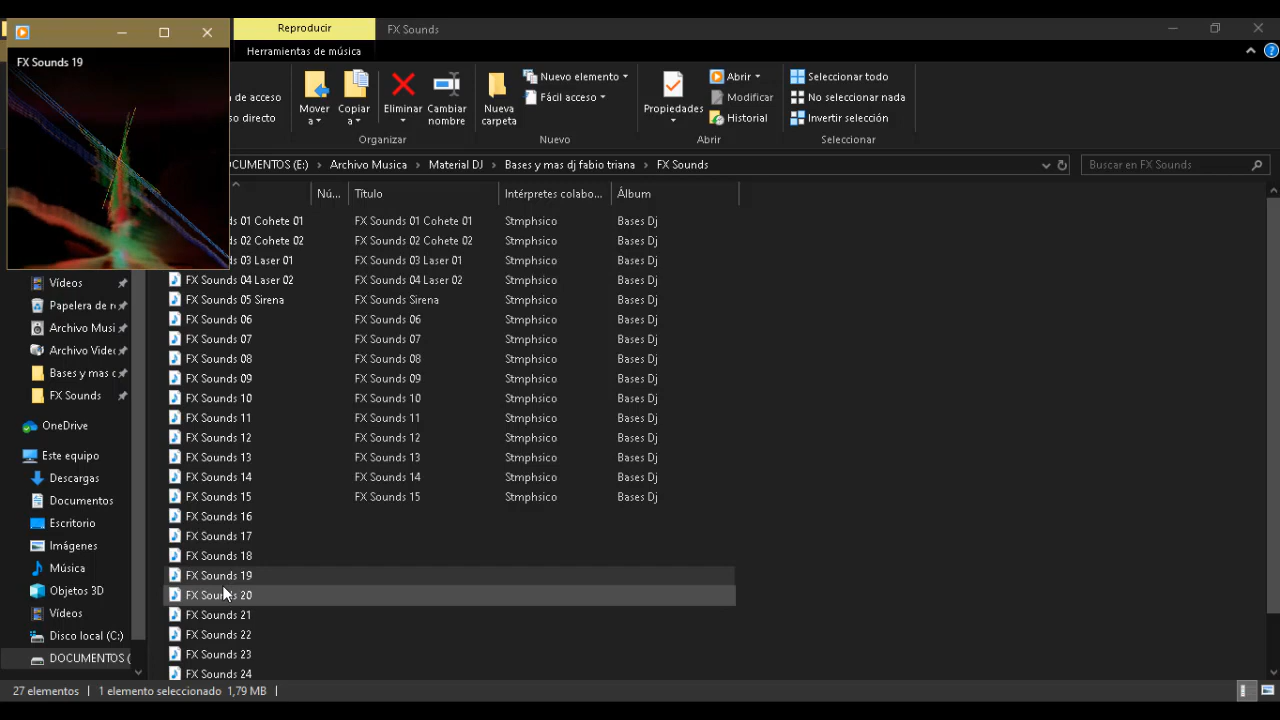 Reproducir
FX Sounds
Herramientas de música
FX Sounds 19
de acceso
directo
Mover a
Copiar a
Eliminar
Cambiar nombre
Organizar
Nueva carpeta
Nuevo elemento
Fácil acceso
Nuevo
Propiedades
Abrir
Modificar
Historial
Abrir
Seleccionar todo
No seleccionar nada
Invertir selección
Seleccionar
OCUMENTOS (E:) › Archivo Musica › Material DJ › Bases y mas dj fabio triana › FX Sounds
Buscar en FX Sounds
Nú... Título Intérpretes colabo... Álbum
ds 01 Cohete 01 FX Sounds 01 Cohete 01 Stmphsico Bases Dj
ds 02 Cohete 02 FX Sounds 02 Cohete 02 Stmphsico Bases Dj
ds 03 Laser 01 FX Sounds 03 Laser 01 Stmphsico Bases Dj
FX Sounds 04 Laser 02 FX Sounds 04 Laser 02 Stmphsico Bases Dj
FX Sounds 05 Sirena FX Sounds Sirena Stmphsico Bases Dj
FX Sounds 06 FX Sounds 06 Stmphsico Bases Dj
FX Sounds 07 FX Sounds 07 Stmphsico Bases Dj
FX Sounds 08 FX Sounds 08 Stmphsico Bases Dj
FX Sounds 09 FX Sounds 09 Stmphsico Bases Dj
FX Sounds 10 FX Sounds 10 Stmphsico Bases Dj
FX Sounds 11 FX Sounds 11 Stmphsico Bases Dj
FX Sounds 12 FX Sounds 12 Stmphsico Bases Dj
FX Sounds 13 FX Sounds 13 Stmphsico Bases Dj
FX Sounds 14 FX Sounds 14 Stmphsico Bases Dj
FX Sounds 15 FX Sounds 15 Stmphsico Bases Dj
FX Sounds 16
FX Sounds 17
FX Sounds 18
FX Sounds 19
FX Sounds 20
FX Sounds 21
FX Sounds 22
FX Sounds 23
FX Sounds 24
Vídeos
Papelera de r
Archivo Musi
Archivo Vide
Bases y mas c
FX Sounds
OneDrive
Este equipo
Descargas
Documentos
Escritorio
Imágenes
Música
Objetos 3D
Vídeos
Disco local (C:)
DOCUMENTOS (
27 elementos 1 elemento seleccionado 1,79 MB